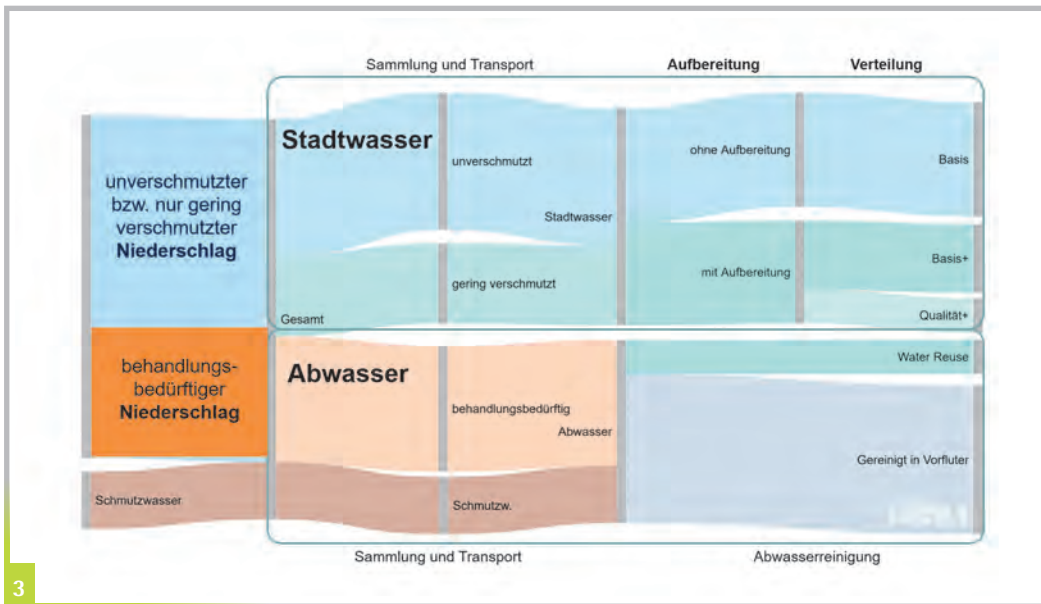 Sammlung und Transport
Aufbereitung
Verteilung
Stadtwasser
unverschmutzt
ohne Aufbereitung
Basis
unverschmutzter
bzw. nur gering
verschmutzter
Niederschlag
Stadtwasser
Basis+
mit Aufbereitung
gering verschmutzt
Gesamt
Qualität+
behandlungs-
bedürftiger
Niederschlag
Abwasser
Water Reuse
behandlungsbedürftig
Abwasser
Gereinigt in Vorfluter
Schmutzwasser
Schmutzw.
Sammlung und Transport
Abwasserreinigung
3